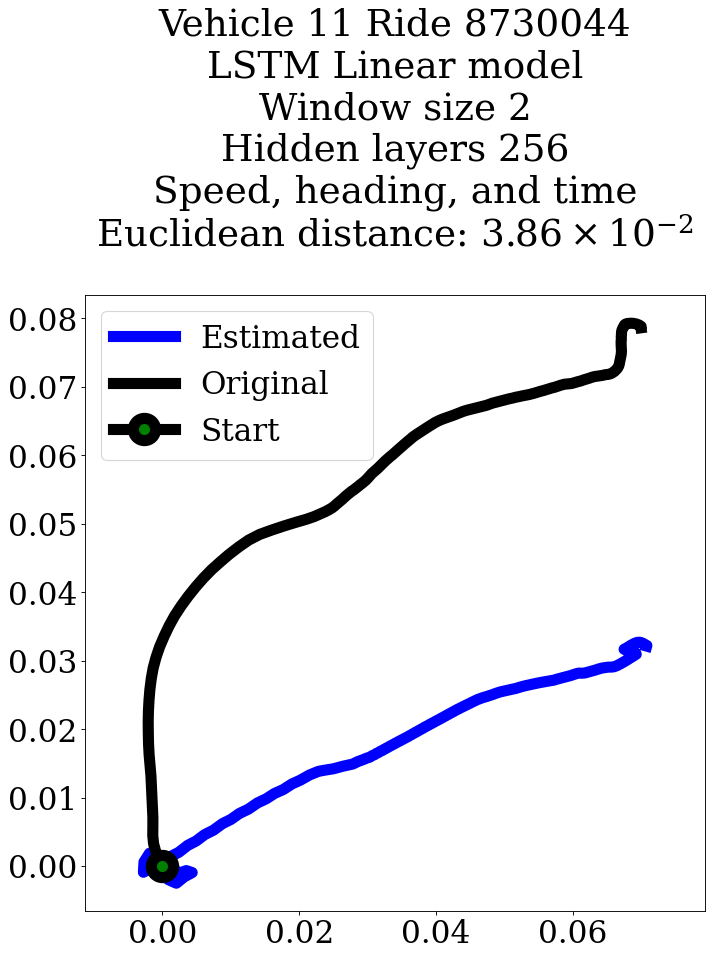 Vehicle 11 Ride 8730044
LSTM Linear model
Window size 2
Hidden layers 256
Speed, heading, and time
Euclidean distance: 3.86 × 10⁻²
Estimated
Original
Start
0.08
0.07
0.06
0.05
0.04
0.03
0.02
0.01
0.00
0.00 0.02 0.04 0.06